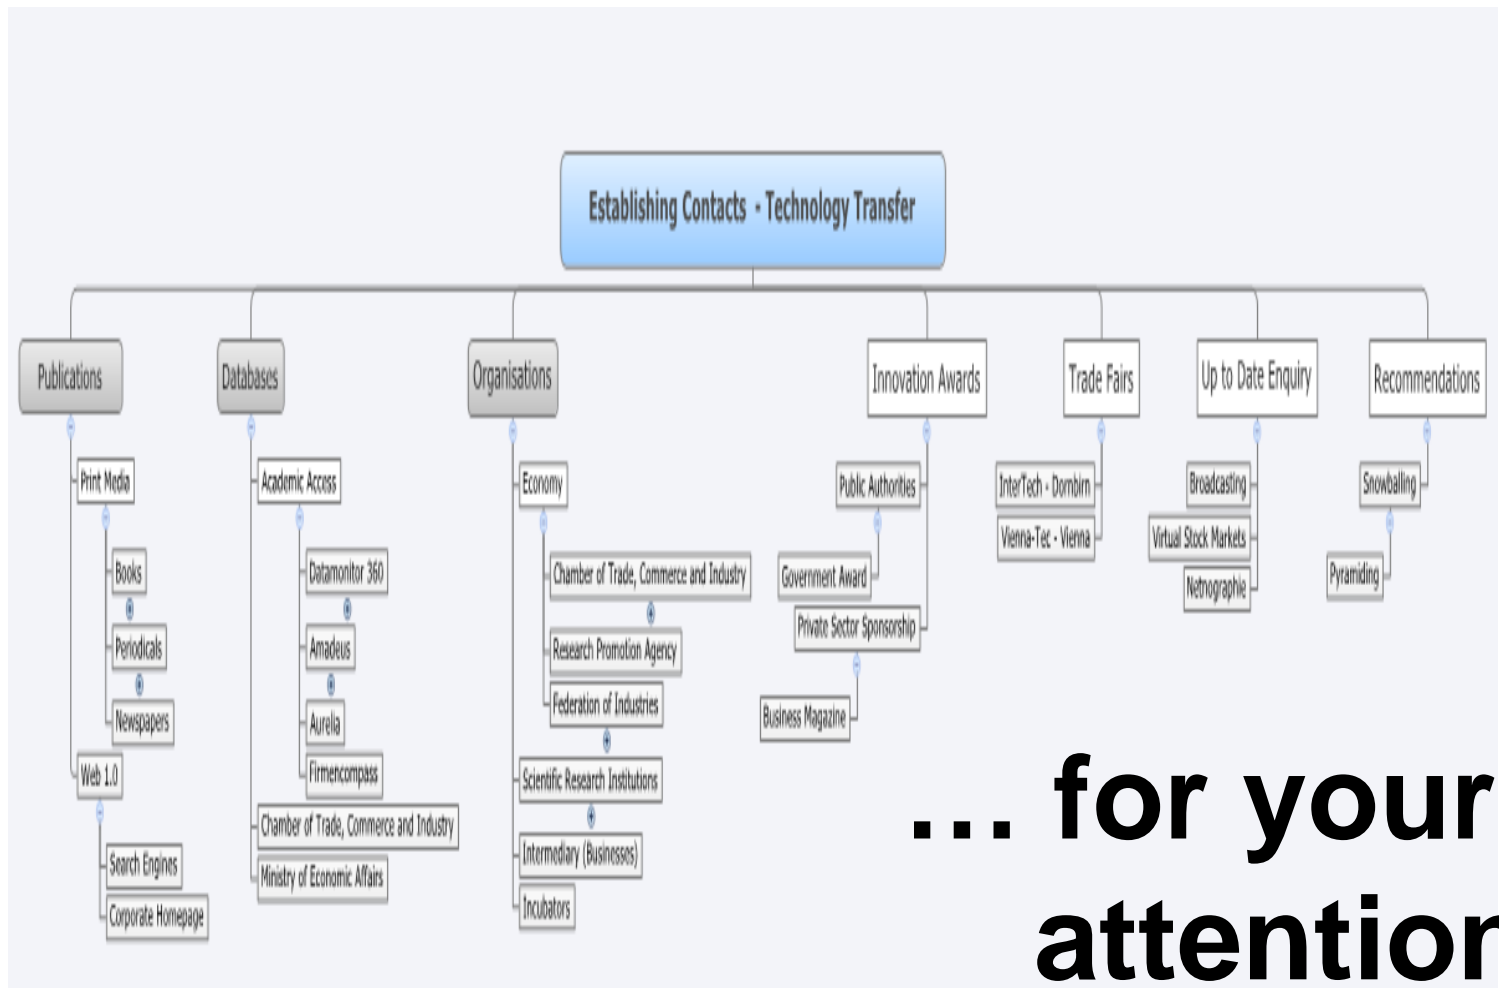 Establishing Contacts - Technology Transfer
Publications
Print Media
Books
Periodicals
Newspapers
Web 1.0
Search Engines
Corporate Homepage
Databases
Academic Access
Datamonitor 360
Amadeus
Aurelia
Firmencompass
Chamber of Trade, Commerce and Industry
Ministry of Economic Affairs
Organisations
Economy
Chamber of Trade, Commerce and Industry
Research Promotion Agency
Federation of Industries
Scientific Research Institutions
Intermediary (Businesses)
Incubators
Innovation Awards
Public Authorities
Government Award
Private Sector Sponsorship
Business Magazine
Trade Fairs
InterTech - Dornbirn
Vienna-Tec - Vienna
Up to Date Enquiry
Broadcasting
Virtual Stock Markets
Netnographie
Recommendations
Snowballing
Pyramiding
… for your
attention